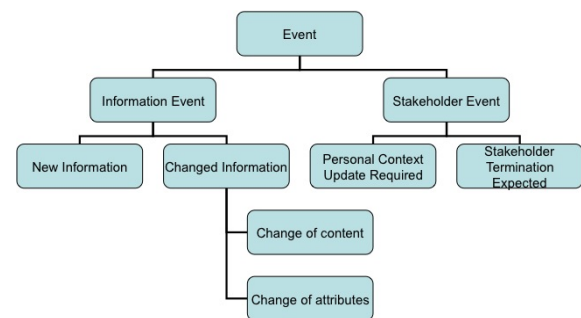 Event
Information Event
Stakeholder Event
New Information
Changed Information
Personal Context
Update Required
Stakeholder
Termination
Expected
Change of content
Change of attributes